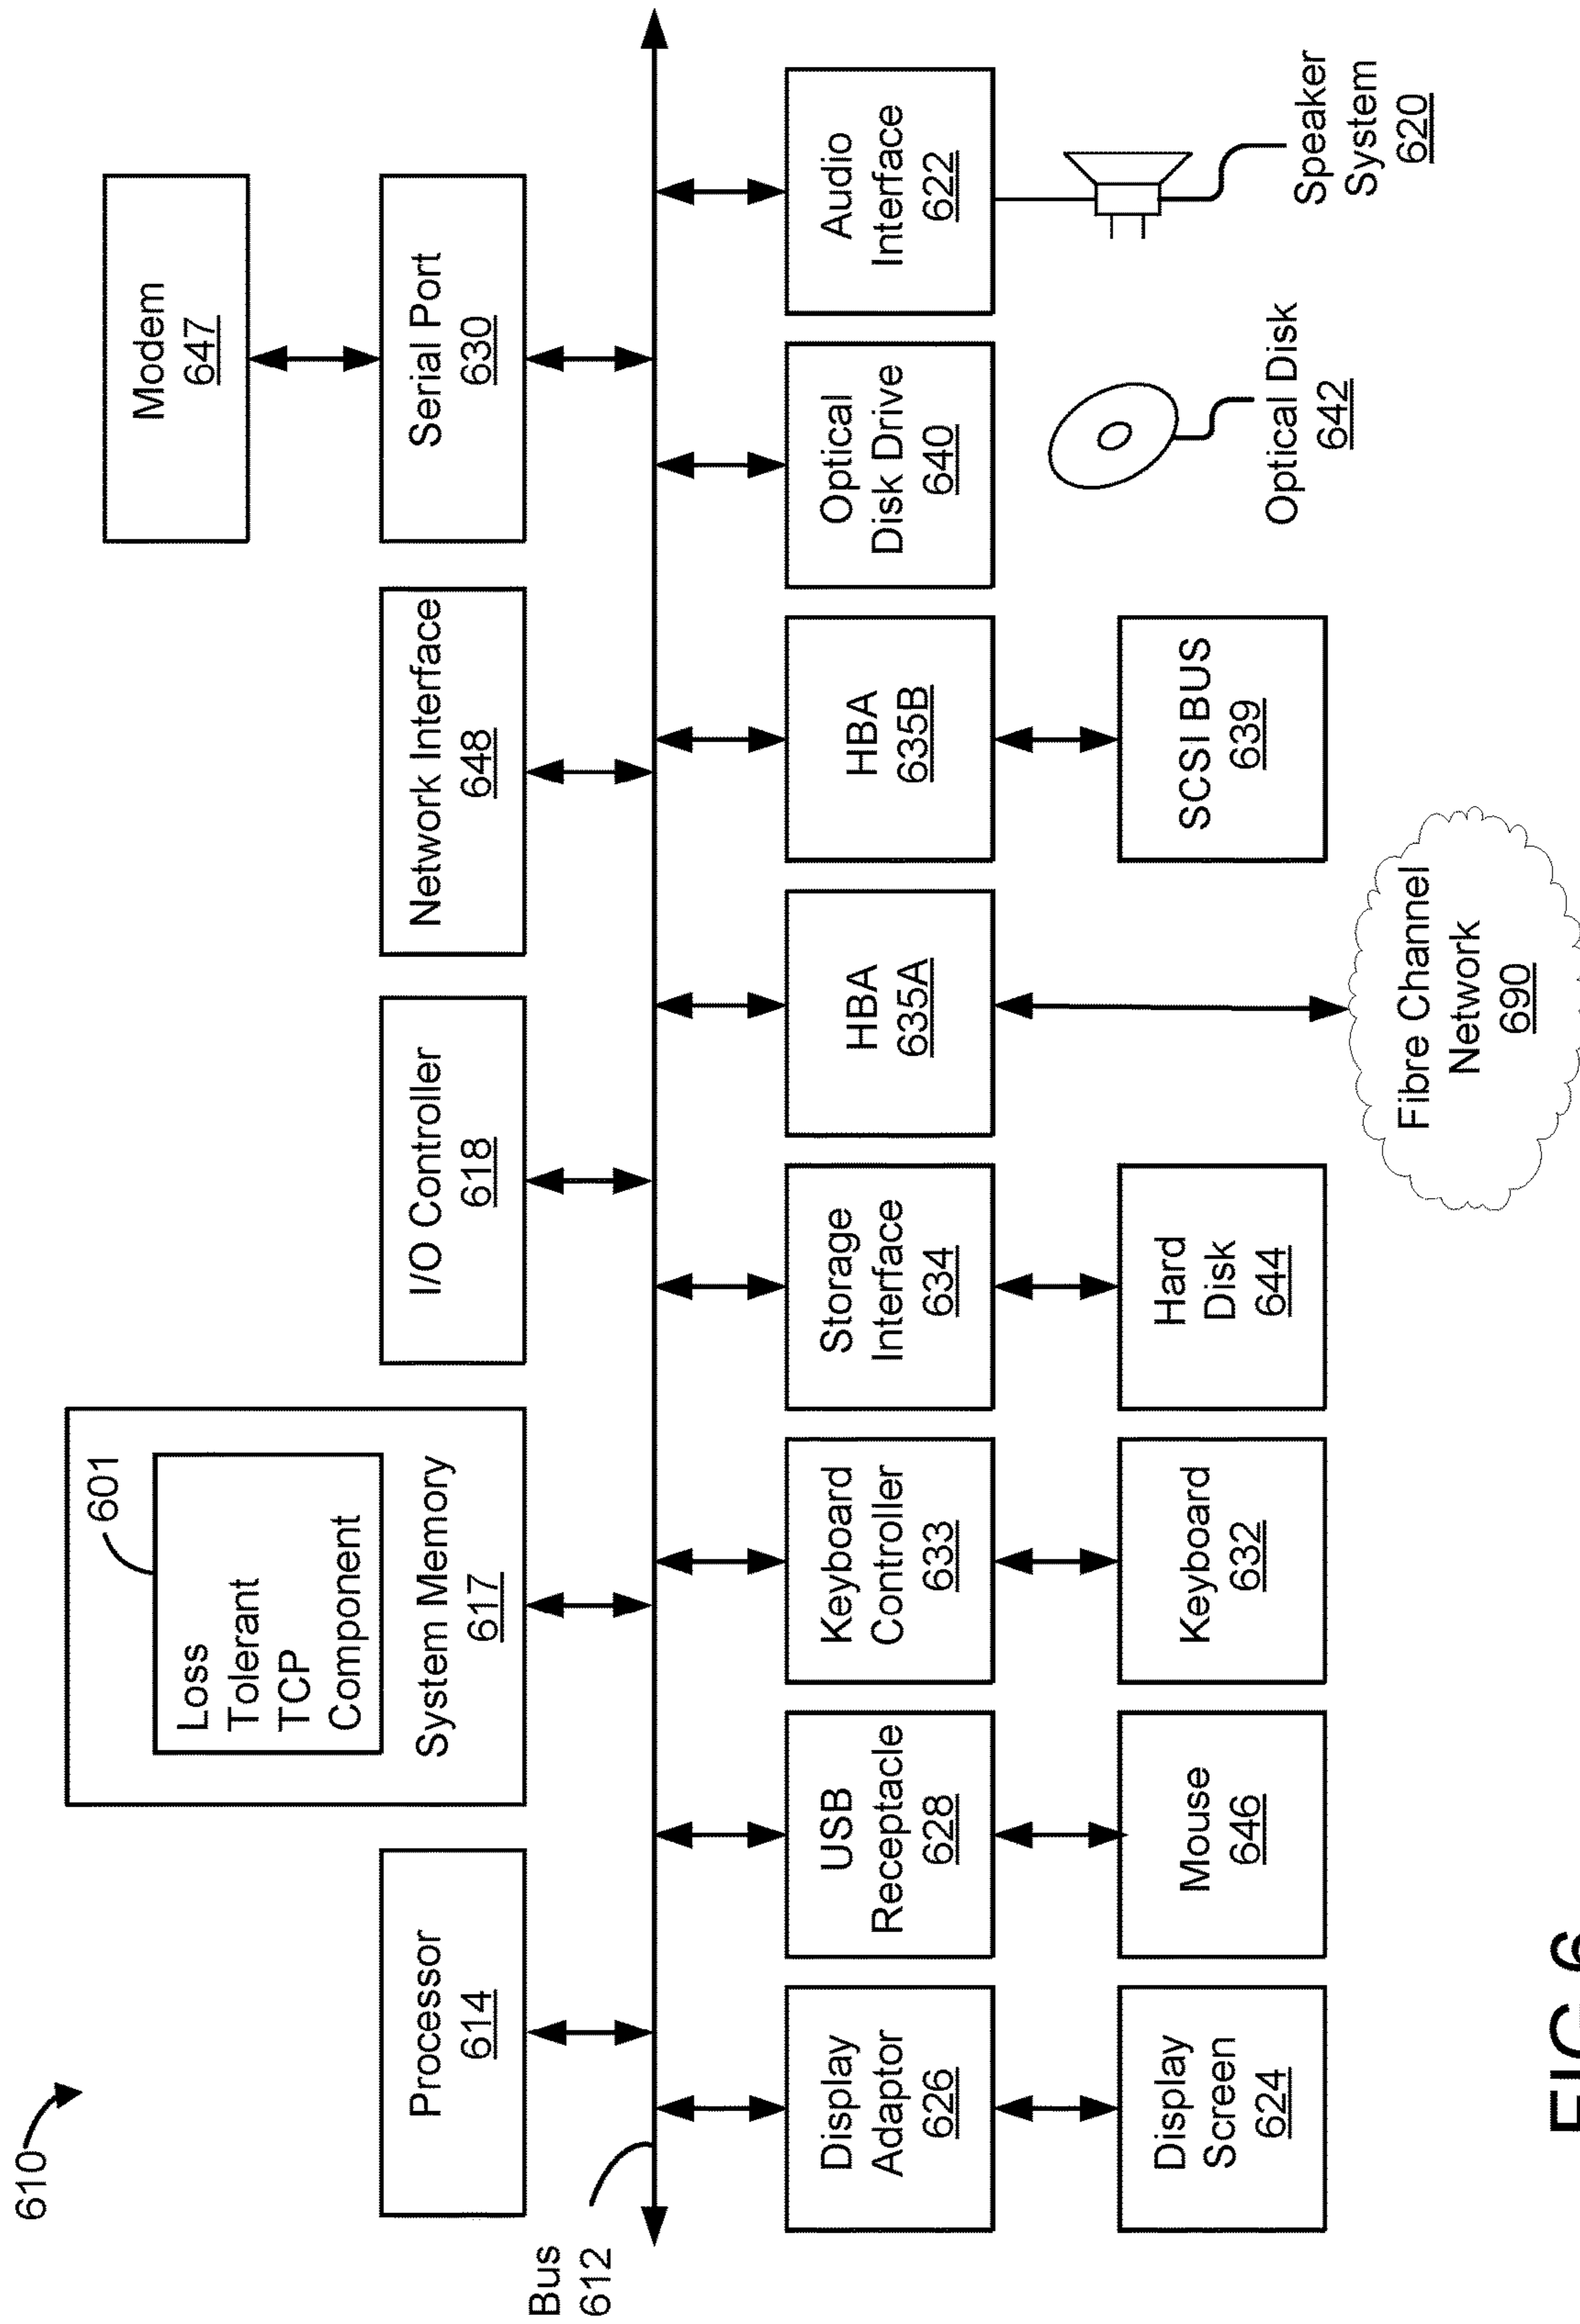 610
Processor
614
Loss
Tolerant
TCP
Component
601
System Memory
617
I/O Controller
618
Network Interface
648
Modem
647
Serial Port
630
Bus
612
Display
Adaptor
626
USB
Receptacle
628
Keyboard
Controller
633
Storage
Interface
634
HBA
635A
HBA
635B
Optical
Disk Drive
640
Audio
Interface
622
Display
Screen
624
Mouse
646
Keyboard
632
Hard
Disk
644
Fibre Channel
Network
690
SCSI BUS
639
Optical Disk
642
Speaker
System
620
FIG 6